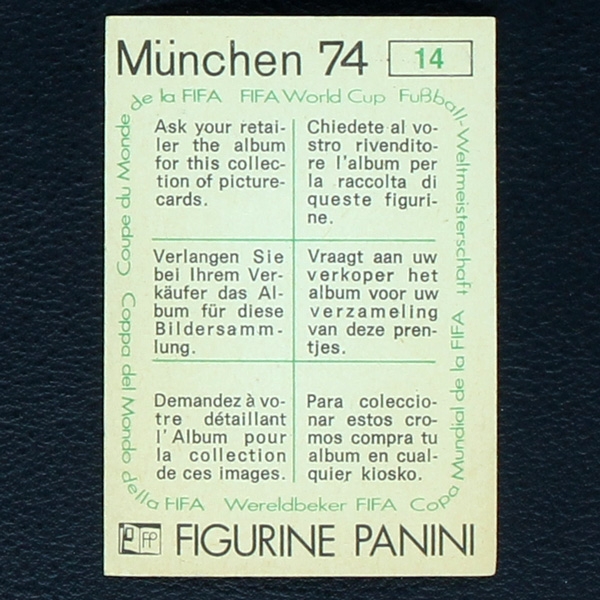 München 74 14
Coupe du Monde de la FIFA FIFA World Cup Fußball-Weltmeisterschaft
Ask your retai-
ler the album
for this collec-
tion of picture-
cards.
Chiedete al vo-
stro rivendito-
re l'album per
la raccolta di
queste figuri-
ne.
Verlangen Sie
bei Ihrem Ver-
käufer das Al-
bum für diese
Bildersamm-
lung.
Vraagt aan uw
verkoper het
album voor uw
verzameling
van deze pren-
tjes.
Demandez à vo-
tre détaillant
l'Album pour
la collection
de ces images.
Para coleccio-
nar estos cro-
mos compra tu
album en cual-
quier kiosko.
Coppa del Mondo della FIFA Wereldbeker FIFA Copa Mundial de la FIFA
FP FIGURINE PANINI